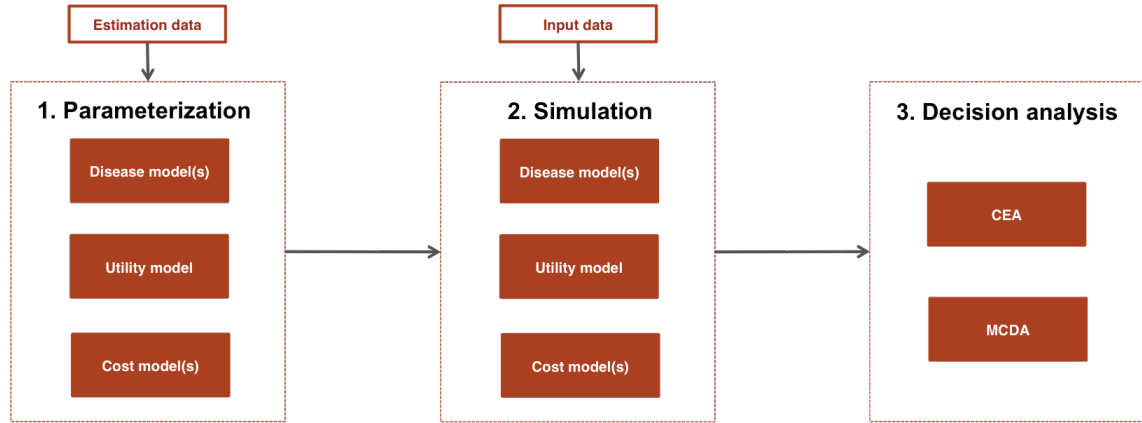 Estimation data
Input data
1. Parameterization
Disease model(s)
Utility model
Cost model(s)
2. Simulation
Disease model(s)
Utility model
Cost model(s)
3. Decision analysis
CEA
MCDA